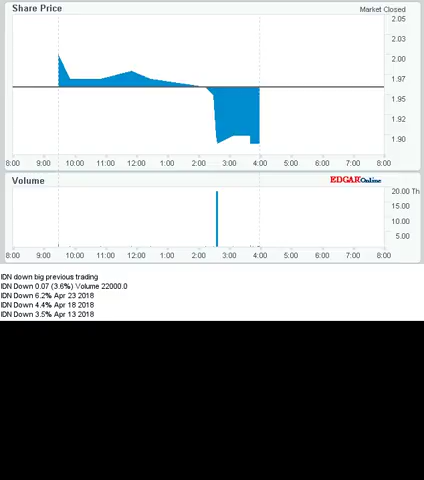 Share Price
Market Closed
2.05
2.03
2.00
1.97
1.95
1.92
1.90
8:00 9:00 10:00 11:00 12:00 1:00 2:00 3:00 4:00 5:00 6:00 7:00 8:00
Volume
EDGAROnline
20.00 Th
15.00
10.00
5.00
8:00 9:00 10:00 11:00 12:00 1:00 2:00 3:00 4:00 5:00 6:00 7:00 8:00
IDN down big previous trading
IDN Down 0.07 (3.6%) Volume 22000.0
IDN Down 6.2% Apr 23 2018
IDN Down 4.4% Apr 18 2018
IDN Down 3.5% Apr 13 2018